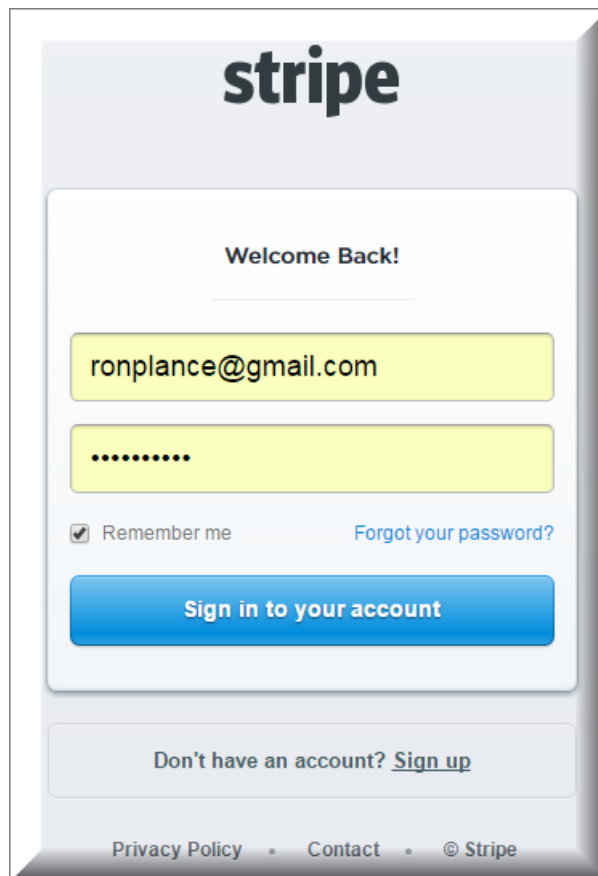 stripe
Welcome Back!
ronplance@gmail.com
••••••••••
Remember me Forgot your password?
Sign in to your account
Don't have an account? Sign up
Privacy Policy • Contact • © Stripe